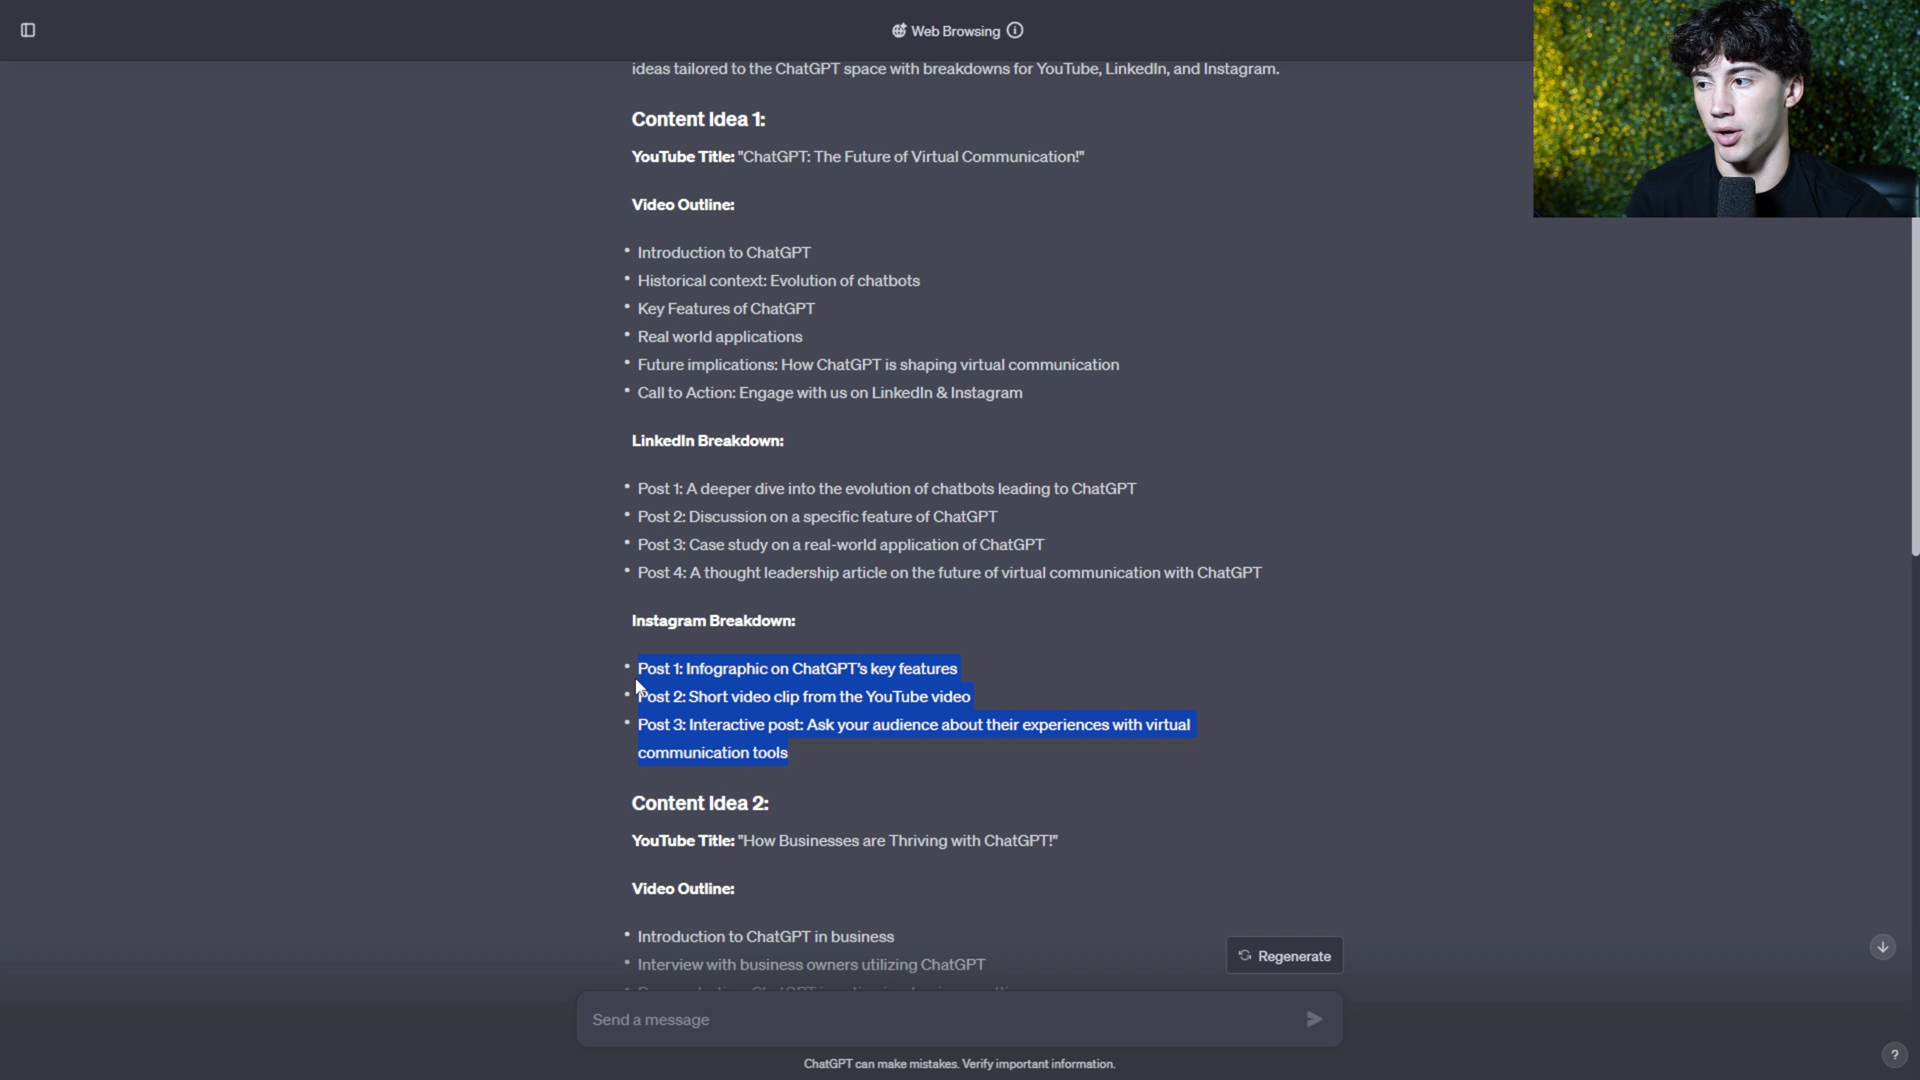 Web Browsing
ideas tailored to the ChatGPT space with breakdowns for YouTube, LinkedIn, and Instagram.
Content Idea 1:
YouTube Title: "ChatGPT: The Future of Virtual Communication!"
Video Outline:
• Introduction to ChatGPT
• Historical context: Evolution of chatbots
• Key Features of ChatGPT
• Real world applications
• Future implications: How ChatGPT is shaping virtual communication
• Call to Action: Engage with us on LinkedIn & Instagram
LinkedIn Breakdown:
• Post 1: A deeper dive into the evolution of chatbots leading to ChatGPT
• Post 2: Discussion on a specific feature of ChatGPT
• Post 3: Case study on a real-world application of ChatGPT
• Post 4: A thought leadership article on the future of virtual communication with ChatGPT
Instagram Breakdown:
• Post 1: Infographic on ChatGPT's key features
• Post 2: Short video clip from the YouTube video
• Post 3: Interactive post: Ask your audience about their experiences with virtual
communication tools
Content Idea 2:
YouTube Title: "How Businesses are Thriving with ChatGPT!"
Video Outline:
• Introduction to ChatGPT in business
• Interview with business owners utilizing ChatGPT
Regenerate
Send a message
ChatGPT can make mistakes. Verify important information.
?